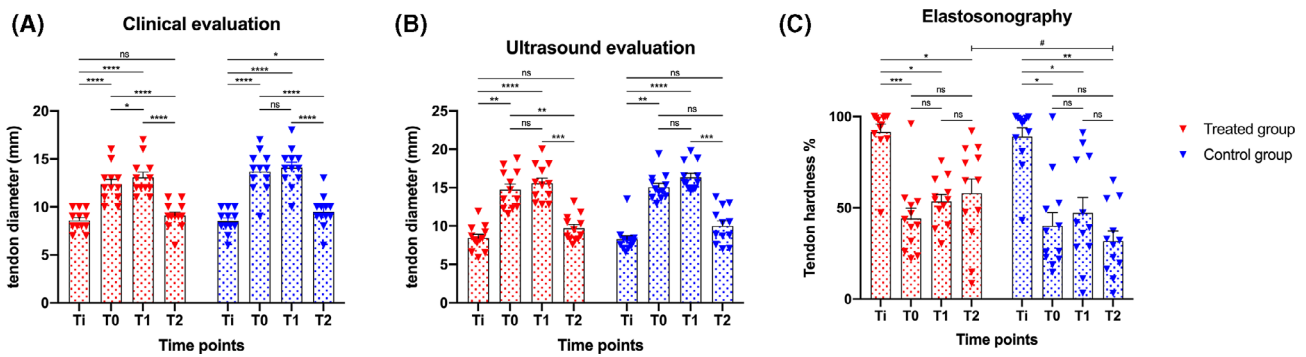 (A)
Clinical evaluation
ns
****
****
****
*
****
*
****
****
****
ns
****
tendon diameter (mm)
20
15
10
5
0
Ti T0 T1 T2 Ti T0 T1 T2
Time points
(B)
Ultrasound evaluation
ns
****
**
**
ns
***
ns
****
**
ns
ns
***
tendon diameter (mm)
25
20
15
10
5
0
Ti T0 T1 T2 Ti T0 T1 T2
Time points
(C)
Elastosonography
#
*
*
***
ns
ns
ns
**
*
*
ns
ns
ns
Tendon hardness %
100
50
0
Ti T0 T1 T2 Ti T0 T1 T2
Time points
Treated group
Control group